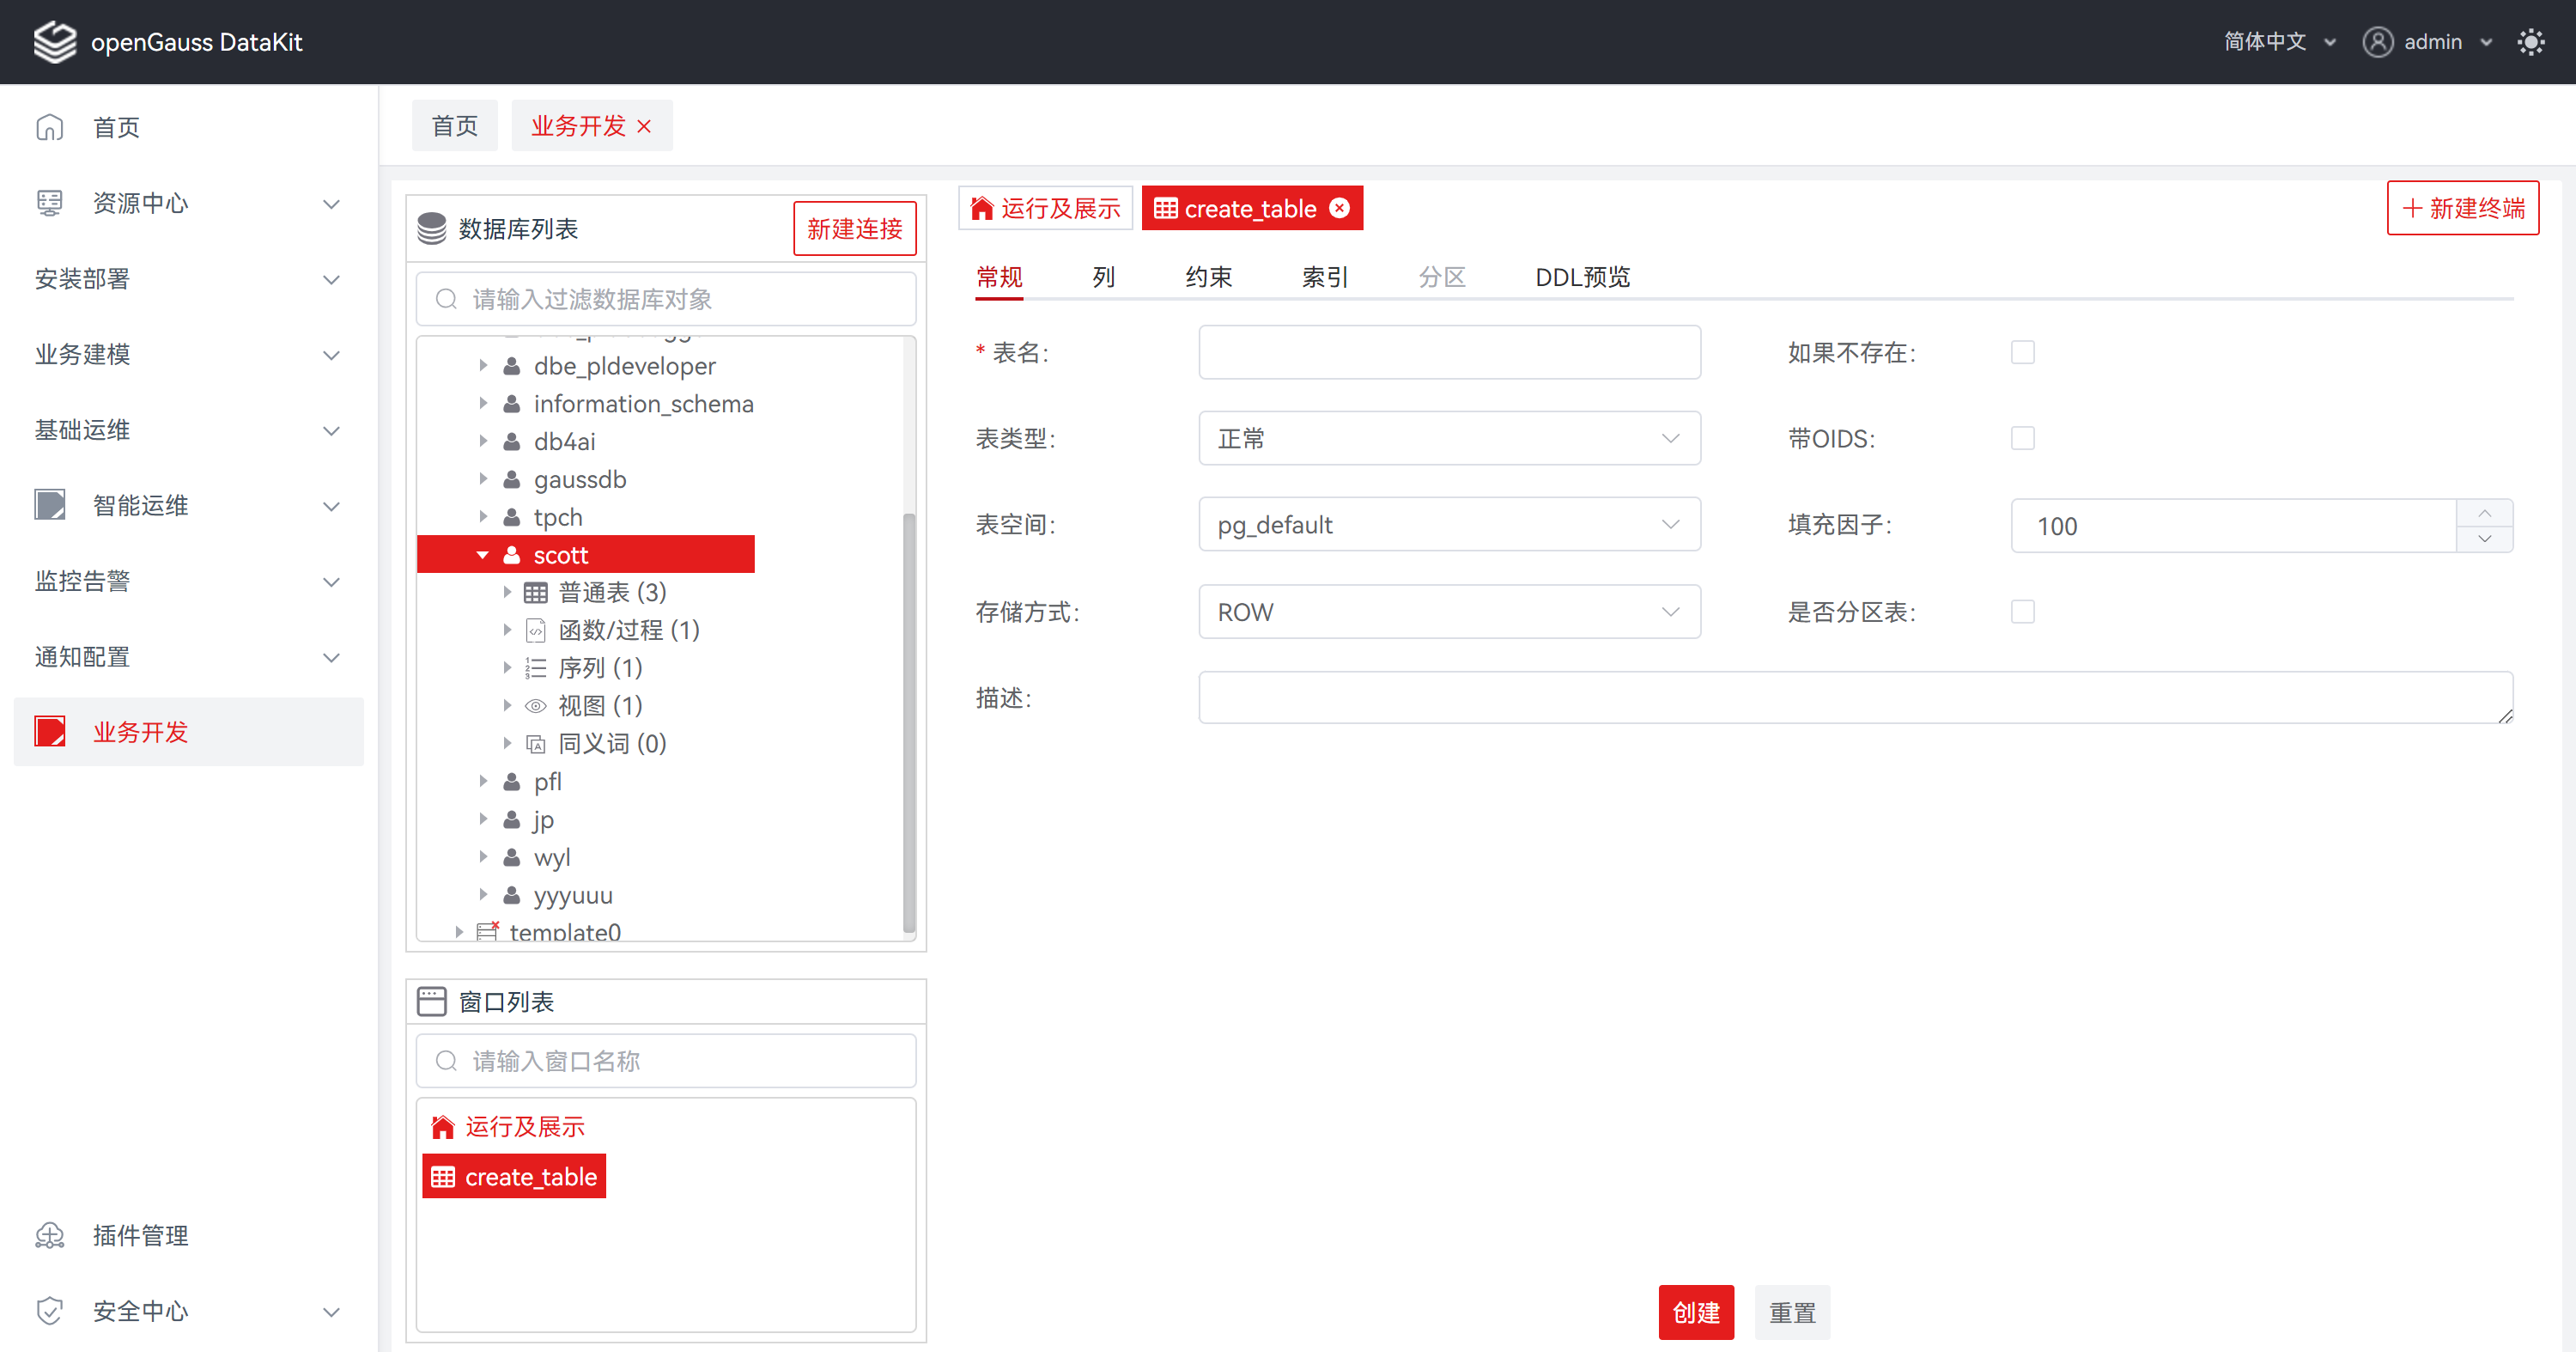 openGauss DataKit
简体中文
admin
首页
资源中心
安装部署
业务建模
基础运维
智能运维
监控告警
通知配置
业务开发
插件管理
安全中心
首页
业务开发
数据库列表
新建连接
请输入过滤数据库对象
dbe_pldeveloper
information_schema
db4ai
gaussdb
tpch
scott
普通表 (3)
函数/过程 (1)
序列 (1)
视图 (1)
同义词 (0)
pfl
jp
wyl
yyyuuu
template0
窗口列表
请输入窗口名称
运行及展示
create_table
运行及展示
create_table
新建终端
常规
列
约束
索引
分区
DDL预览
* 表名:
如果不存在:
表类型:
正常
带OIDS:
表空间:
pg_default
填充因子:
100
存储方式:
ROW
是否分区表:
描述:
创建
重置